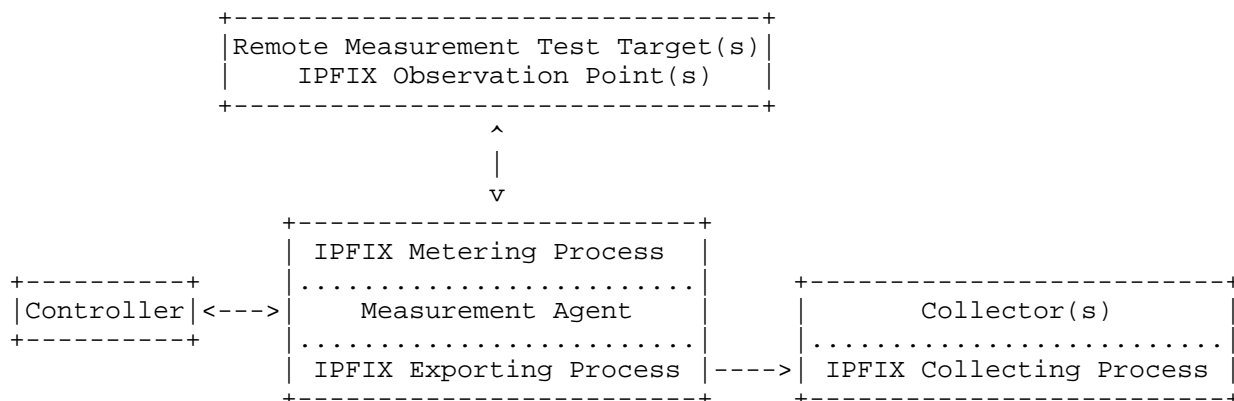 Remote Measurement Test Target(s)
IPFIX Observation Point(s)
IPFIX Metering Process
Controller
Measurement Agent
IPFIX Exporting Process
Collector(s)
IPFIX Collecting Process